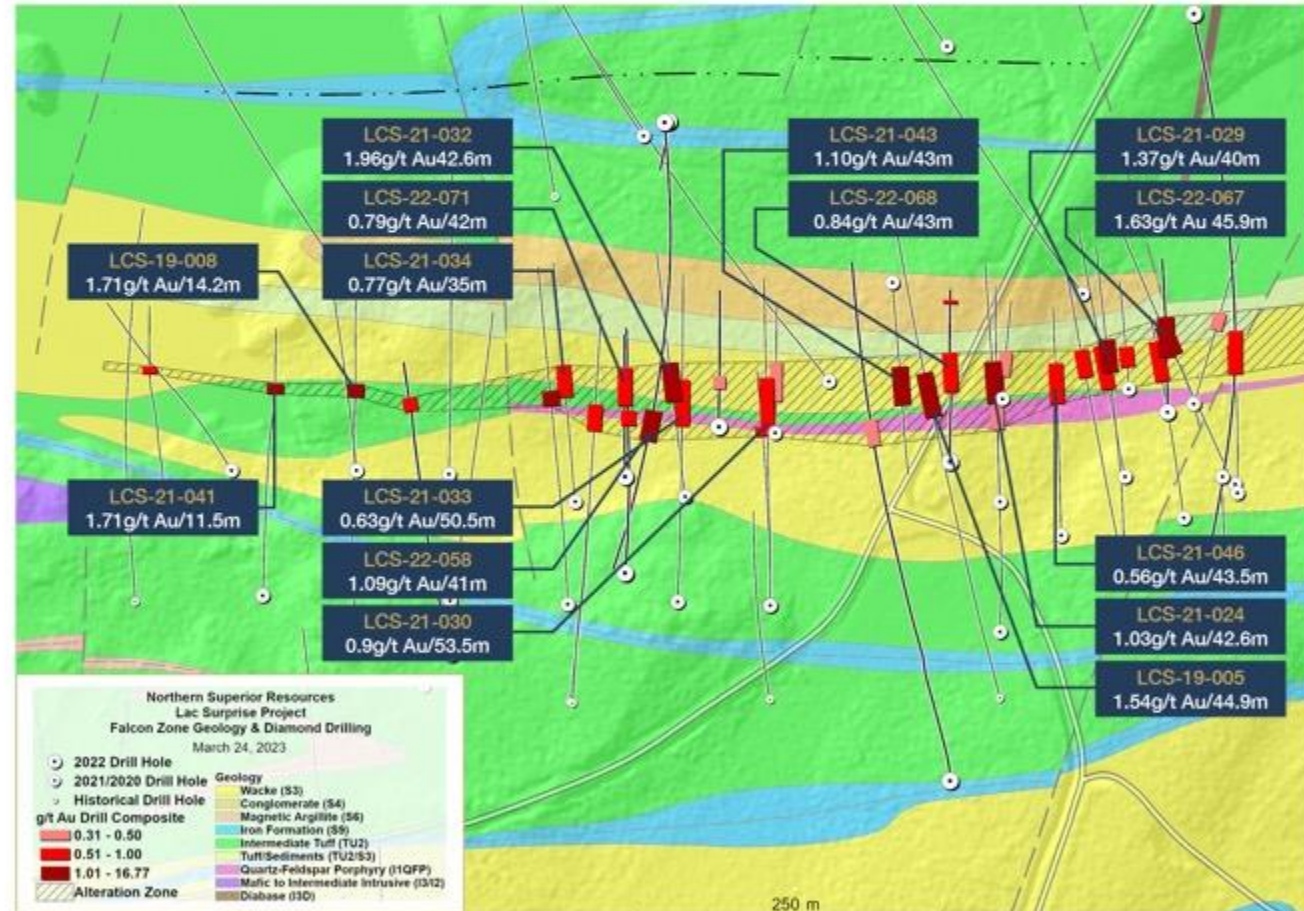 LCS-21-032
1.96g/t Au42.6m
LCS-21-043
1.10g/t Au/43m
LCS-21-029
1.37g/t Au/40m
LCS-22-071
0.79g/t Au/42m
LCS-22-068
0.84g/t Au/43m
LCS-22-067
1.63g/t Au 45.9m
LCS-19-008
1.71g/t Au/14.2m
LCS-21-034
0.77g/t Au/35m
LCS-21-041
1.71g/t Au/11.5m
LCS-21-033
0.63g/t Au/50.5m
LCS-22-058
1.09g/t Au/41m
LCS-21-030
0.9g/t Au/53.5m
LCS-21-046
0.56g/t Au/43.5m
LCS-21-024
1.03g/t Au/42.6m
LCS-19-005
1.54g/t Au/44.9m
Northern Superior Resources
Lac Surprise Project
Falcon Zone Geology & Diamond Drilling
March 24, 2023
2022 Drill Hole
2021/2020 Drill Hole
Historical Drill Hole
g/t Au Drill Composite
0.31 - 0.50
0.51 - 1.00
1.01 - 16.77
Alteration Zone
Geology
Wacke (S3)
Conglomerate (S4)
Magnetic Argillite (S6)
Iron Formation (S9)
Intermediate Tuff (TU2)
Tuff/Sediments (TU2/S3)
Quartz-Feldspar Porphyry (I1QFP)
Mafic to Intermediate Intrusive (I3/I2)
Diabase (I3D)
250 m